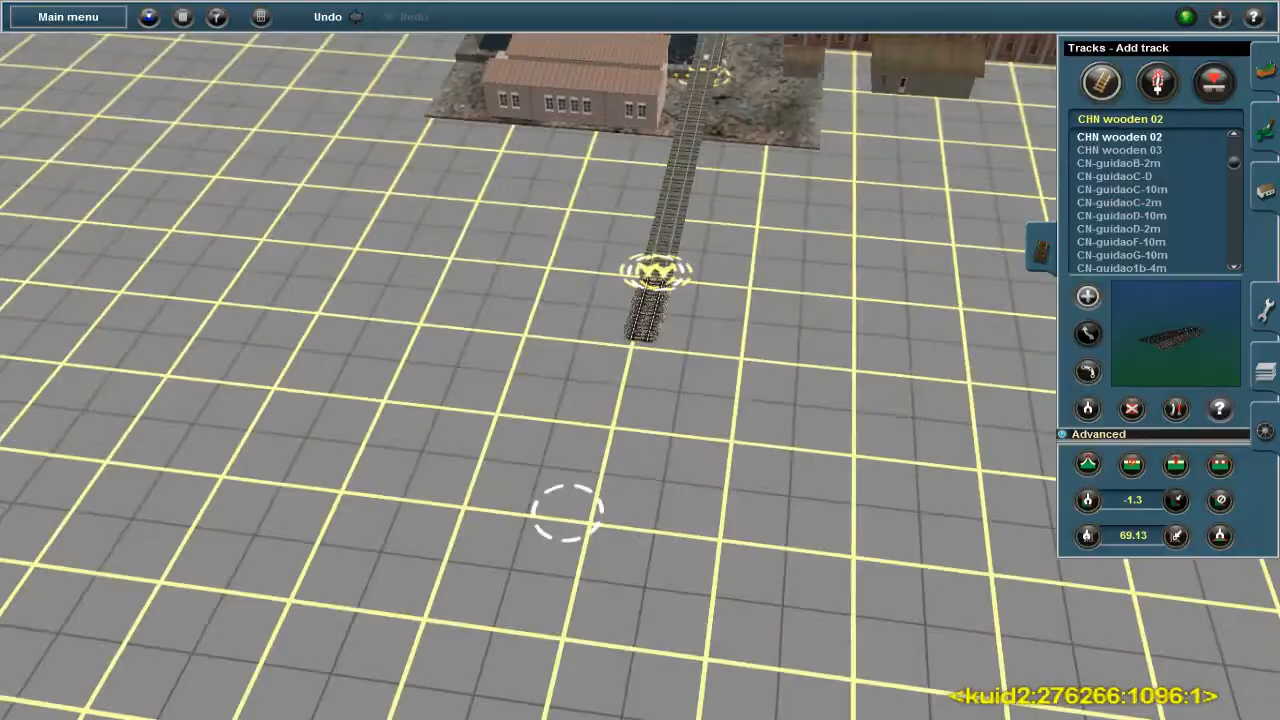 Main menu
Undo
Redo
?
Tracks - Add track
CHN wooden 02
CHN wooden 02
CHN wooden 03
CN-guidaoB-2m
CN-guidaoC-D
CN-guidaoC-10m
CN-guidaoC-2m
CN-guidaoD-10m
CN-guidaoD-2m
CN-guidaoF-10m
CN-guidaoG-10m
CN-guidao1b-4m
?
Advanced
-1.3
69.13
<kuid2:276266:1096:1>